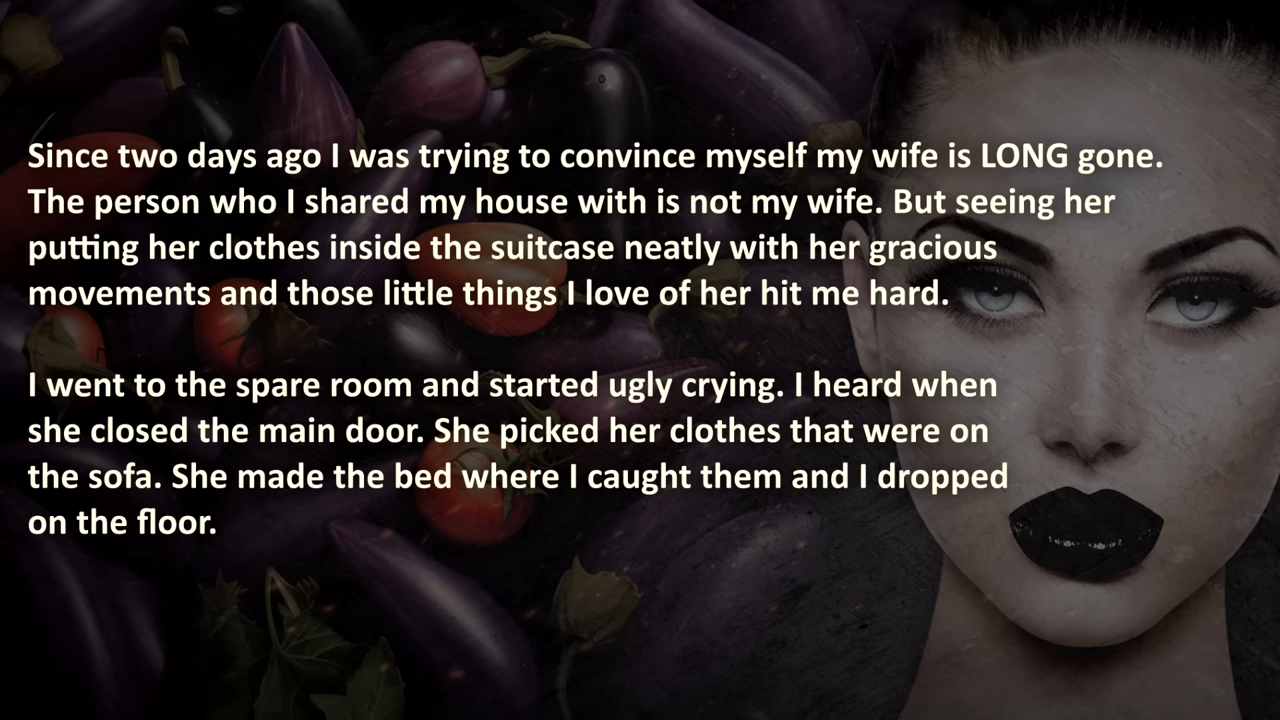 Since two days ago I was trying to convince myself my wife is LONG gone.
The person who I shared my house with is not my wife. But seeing her
putting her clothes inside the suitcase neatly with her gracious
movements and those little things I love of her hit me hard.
I went to the spare room and started ugly crying. I heard when
she closed the main door. She picked her clothes that were on
the sofa. She made the bed where I caught them and I dropped
on the floor.